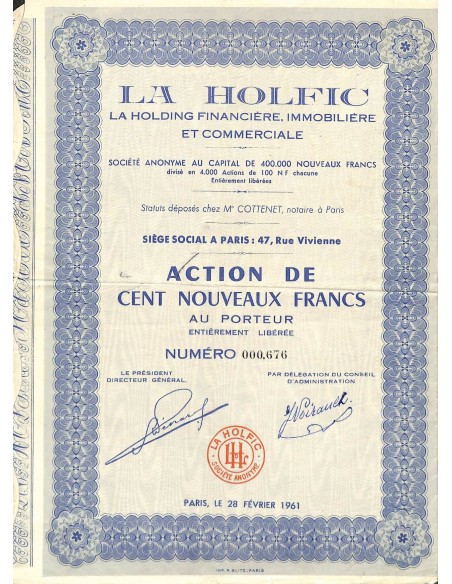 LA HOLFIC
LA HOLDING FINANCIÈRE, IMMOBILIÈRE
ET COMMERCIALE
SOCIÉTÉ ANONYME AU CAPITAL DE 400.000 NOUVEAUX FRANCS
divisé en 4.000 Actions de 100 NF chacune
Entièrement libérées
Statuts déposés chez Me COTTENET, notaire à Paris
SIÈGE SOCIAL A PARIS : 47, Rue Vivienne
ACTION DE
CENT NOUVEAUX FRANCS
AU PORTEUR
ENTIÈREMENT LIBÉRÉE
NUMÉRO 000,676
LE PRÉSIDENT
DIRECTEUR GÉNÉRAL,
PAR DÉLÉGATION DU CONSEIL
D'ADMINISTRATION
LA HOLFIC
SOCIÉTÉ ANONYME
PARIS, LE 28 FÉVRIER 1961